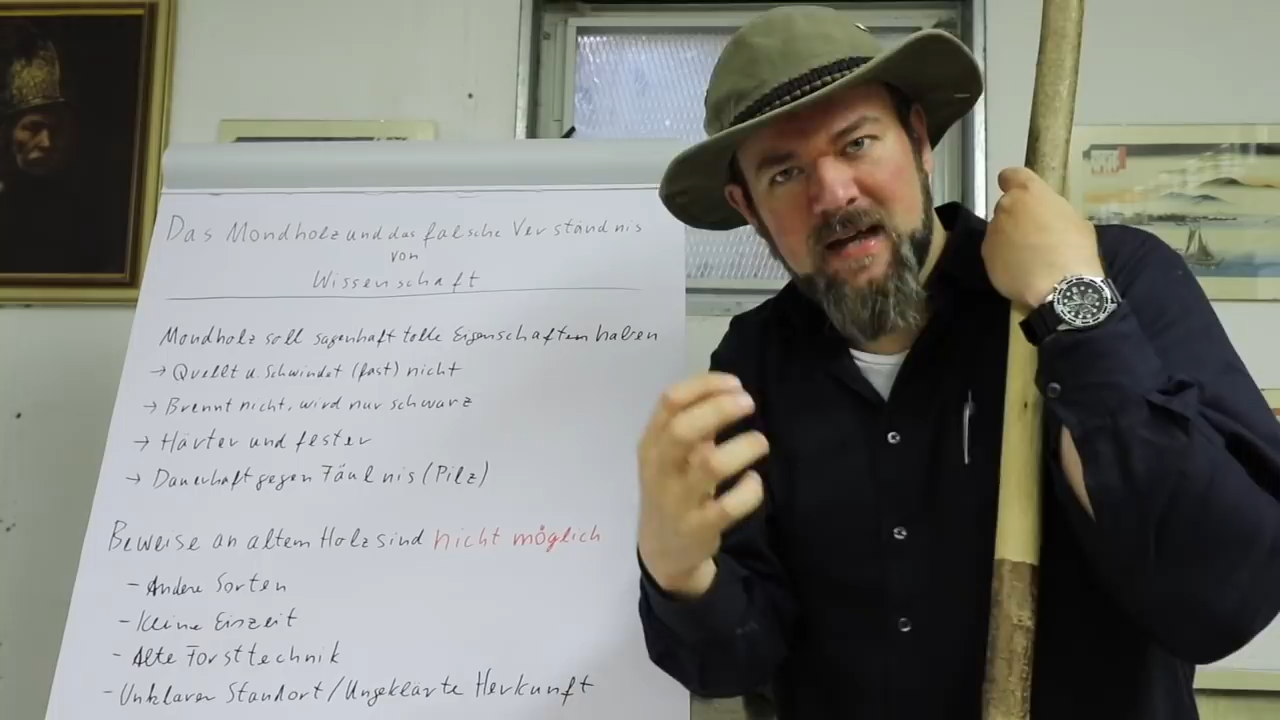 Das Mondholz und das falsche Verständnis
von
Wissenschaft
Mondholz soll sagenhaft tolle Eigenschaften haben
→ Quellt u. Schwindet (fast) nicht
→ Brennt nicht, wird nur schwarz
→ Härter und fester
→ Dauerhaft gegen Fäulnis (Pilz)
Beweise an altem Holz sind nicht möglich
- Andere Sorten
- Keine Eiszeit
- Alte Forsttechnik
- Unklarer Standort/Ungeklärte Herkunft